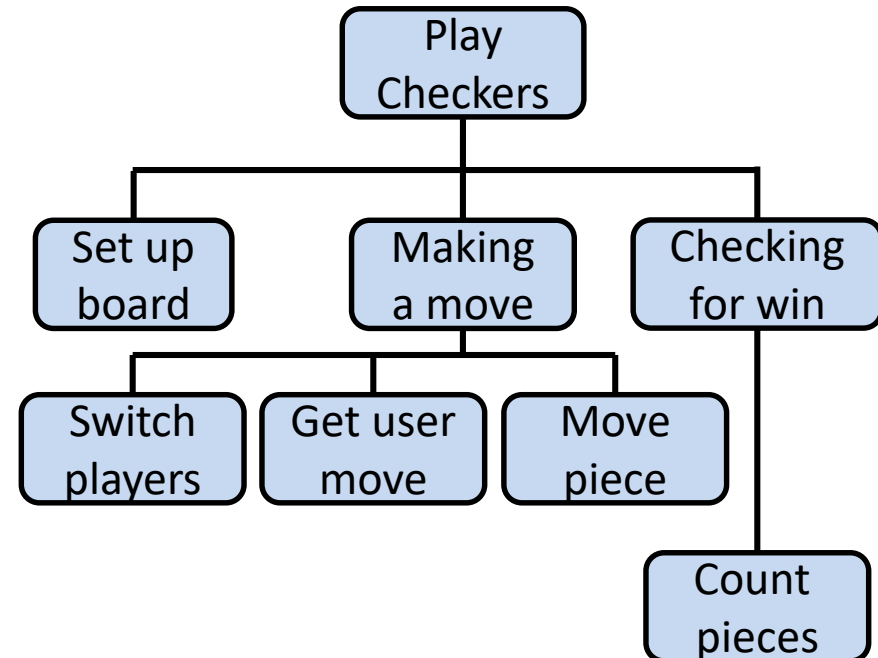 Play
Checkers
Set up
board
Making
a move
Checking
for win
Switch
players
Get user
move
Move
piece
Count
pieces